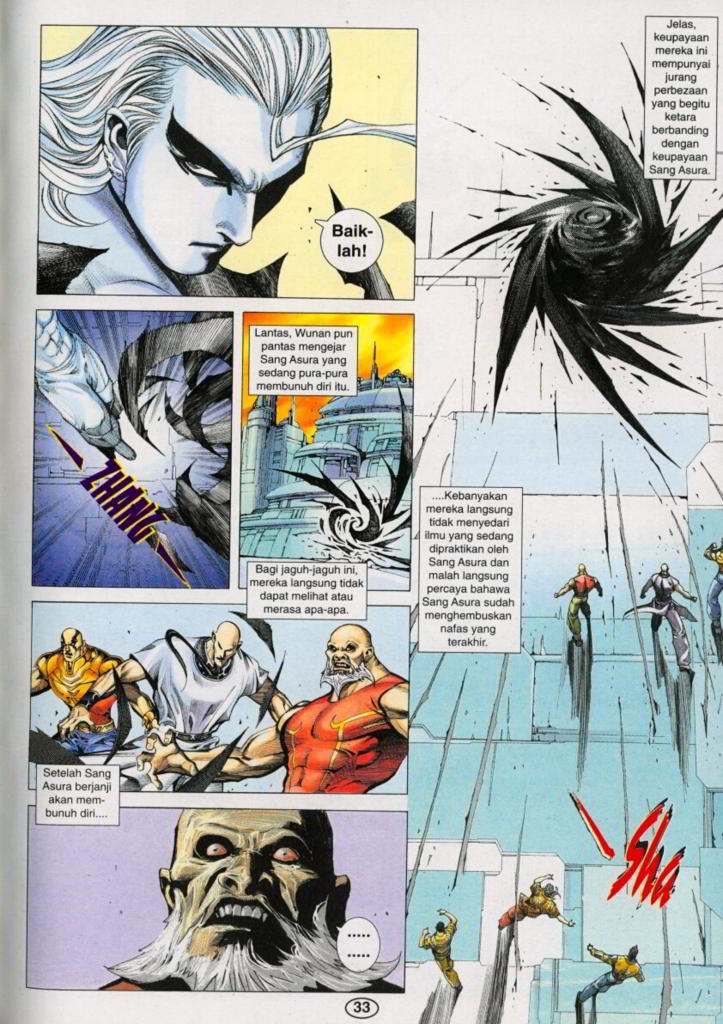 Baik-
lah!
ZHANG
Lantas, Wunan pun
pantas mengejar
Sang Asura yang
sedang pura-pura
membunuh diri itu.
Bagi jaguh-jaguh ini,
mereka langsung tidak
dapat melihat atau
merasa apa-apa.
Setelah Sang
Asura berjanji
akan mem-
bunuh diri....
.....
.....
Jelas,
keupayaan
mereka ini
mempunyai
jurang
perbezaan
yang begitu
ketara
berbanding
dengan
keupayaan
Sang Asura.
....Kebanyakan
mereka langsung
tidak menyedari
ilmu yang sedang
dipraktikan oleh
Sang Asura dan
malah langsung
percaya bahawa
Sang Asura sudah
menghembuskan
nafas yang
terakhir.
Sha
33